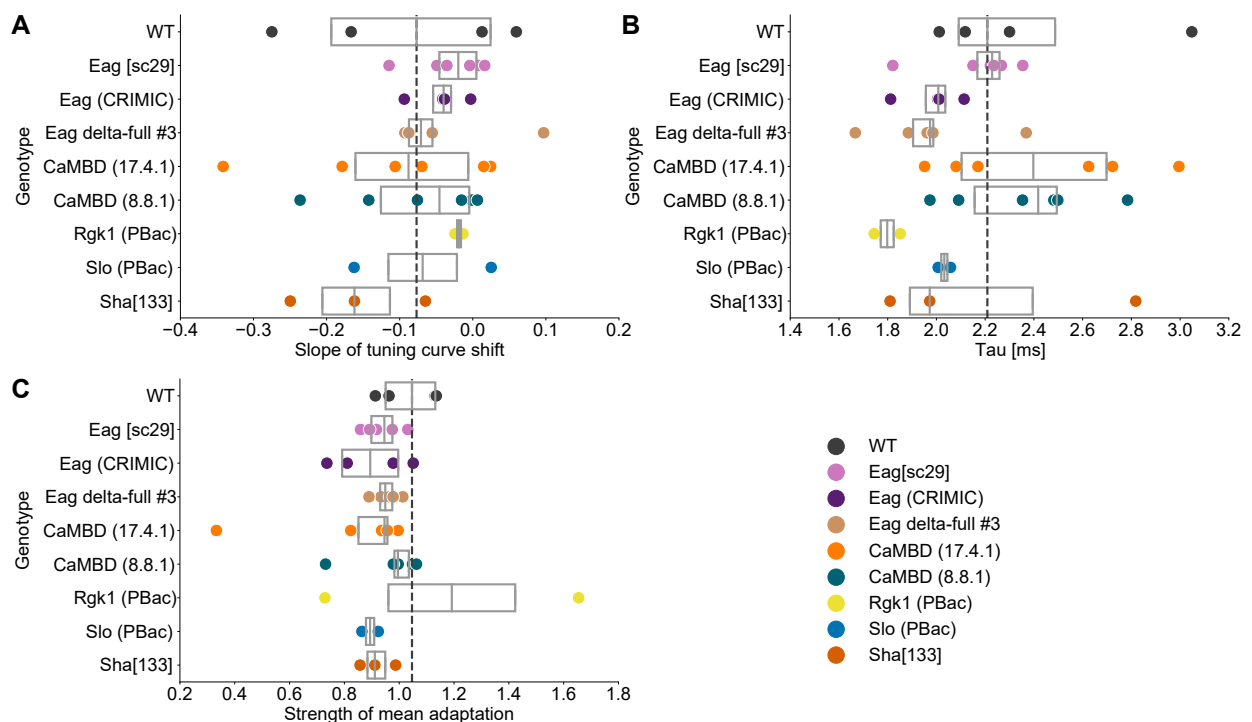 A
Genotype
WT
Eag [sc29]
Eag (CRIMIC)
Eag delta-full #3
CaMBD (17.4.1)
CaMBD (8.8.1)
Rgk1 (PBac)
Slo (PBac)
Sha[133]
−0.4 −0.3 −0.2 −0.1 0.0 0.1 0.2
Slope of tuning curve shift
B
Genotype
WT
Eag [sc29]
Eag (CRIMIC)
Eag delta-full #3
CaMBD (17.4.1)
CaMBD (8.8.1)
Rgk1 (PBac)
Slo (PBac)
Sha[133]
1.4 1.6 1.8 2.0 2.2 2.4 2.6 2.8 3.0 3.2
Tau [ms]
C
Genotype
WT
Eag [sc29]
Eag (CRIMIC)
Eag delta-full #3
CaMBD (17.4.1)
CaMBD (8.8.1)
Rgk1 (PBac)
Slo (PBac)
Sha[133]
0.2 0.4 0.6 0.8 1.0 1.2 1.4 1.6 1.8
Strength of mean adaptation
WT
Eag[sc29]
Eag (CRIMIC)
Eag delta-full #3
CaMBD (17.4.1)
CaMBD (8.8.1)
Rgk1 (PBac)
Slo (PBac)
Sha[133]